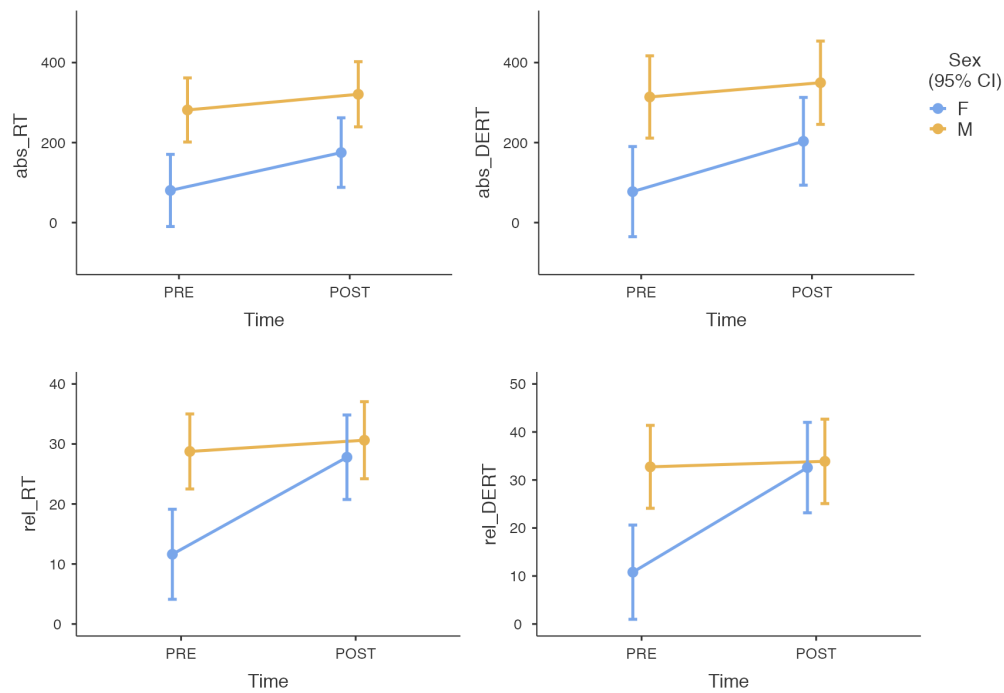 abs_RT
400
200
0
PRE
POST
Time
abs_DERT
400
200
0
PRE
POST
Time
Sex
(95% CI)
F
M
rel_RT
40
30
20
10
0
PRE
POST
Time
rel_DERT
50
40
30
20
10
0
PRE
POST
Time